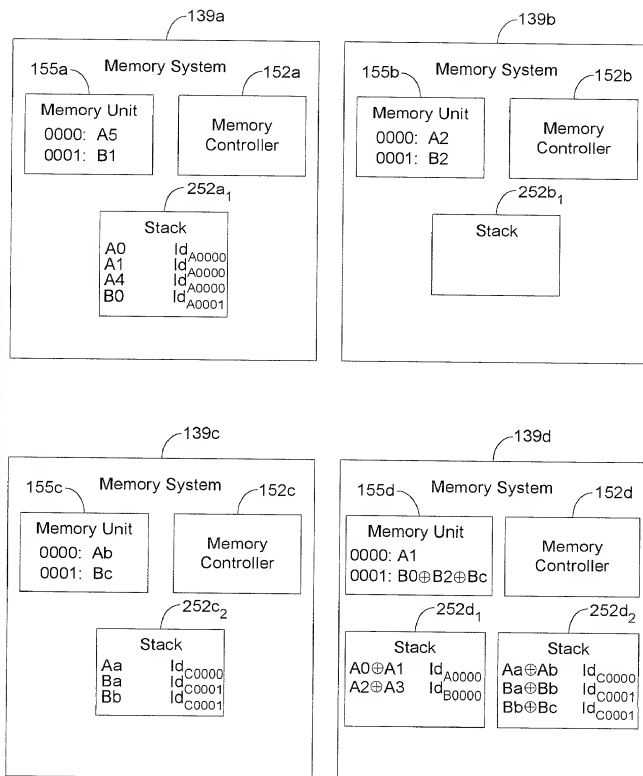 139a
Memory System
155a
152a
Memory Unit
0000: A5
0001: B1
Memory
Controller
252a1
Stack
A0 IdA0000
A1 IdA0000
A4 IdA0000
B0 IdA0001
139b
Memory System
155b
152b
Memory Unit
0000: A2
0001: B2
Memory
Controller
252b1
Stack
139c
Memory System
155c
152c
Memory Unit
0000: Ab
0001: Bc
Memory
Controller
252c2
Stack
Aa IdC0000
Ba IdC0001
Bb IdC0001
139d
Memory System
155d
152d
Memory Unit
0000: A1
0001: B0⊕B2⊕Bc
Memory
Controller
252d1
Stack
A0⊕A1 IdA0000
A2⊕A3 IdB0000
252d2
Stack
Aa⊕Ab IdC0000
Ba⊕Bb IdC0001
Bb⊕Bc IdC0001